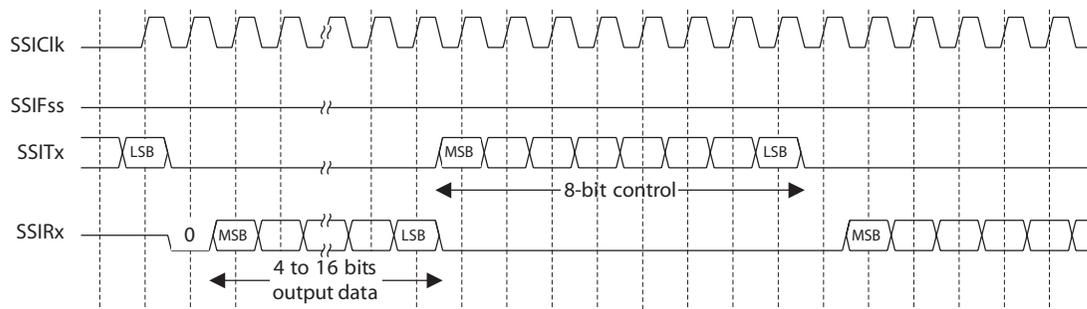 SSIClk
SSIFss
SSITx
LSB
MSB
LSB
8-bit control
SSIRx
0
MSB
LSB
MSB
4 to 16 bits
output data